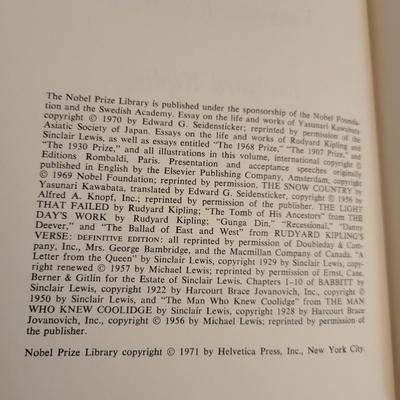 The Nobel Prize Library is published under the sponsorship of the Nobel Founda-
tion and the Swedish Academy. Essay on the life and works of Yasunari Kawabata,
copyright © 1970 by Edward G. Seidensticker; reprinted by permission of the
Asiatic Society of Japan. Essays on the life and works of Rudyard Kipling and
Sinclair Lewis, as well as essays entitled "The 1968 Prize," "The 1907 Prize," and
"The 1930 Prize," and all illustrations in this volume, international copyright ©
Editions Rombaldi, Paris. Presentation and acceptance speeches originally
published in English by the Elsevier Publishing Company, Amsterdam, copyright
© 1969 Nobel Foundation; reprinted by permission. THE SNOW COUNTRY by
Yasunari Kawabata, translated by Edward G. Seidensticker, copyright © 1956 by
Alfred A. Knopf, Inc.; reprinted by permission of the publisher. THE LIGHT
THAT FAILED by Rudyard Kipling; "The Tomb of His Ancestors" from THE
DAY'S WORK by Rudyard Kipling; "Gunga Din," "Recessional," "Danny
Deever," and "The Ballad of East and West" from RUDYARD KIPLING'S
VERSE: DEFINITIVE EDITION: all reprinted by permission of Doubleday & Com-
pany, Inc., Mrs. George Bambridge, and the Macmillan Company of Canada. "A
Letter from the Queen" by Sinclair Lewis, copyright 1929 by Sinclair Lewis, copy-
right renewed © 1957 by Michael Lewis; reprinted by permission of Ernst, Cane,
Berner & Gitlin for the Estate of Sinclair Lewis. Chapters 1–10 of BABBITT by
Sinclair Lewis, copyright 1922 by Harcourt Brace Jovanovich, Inc., copyright ©
1950 by Sinclair Lewis, and "The Man Who Knew Coolidge" from THE MAN
WHO KNEW COOLIDGE by Sinclair Lewis, copyright 1928 by Harcourt Brace
Jovanovich, Inc., copyright © 1956 by Michael Lewis; reprinted by permission of
the publisher.
Nobel Prize Library copyright © 1971 by Helvetica Press, Inc., New York City.